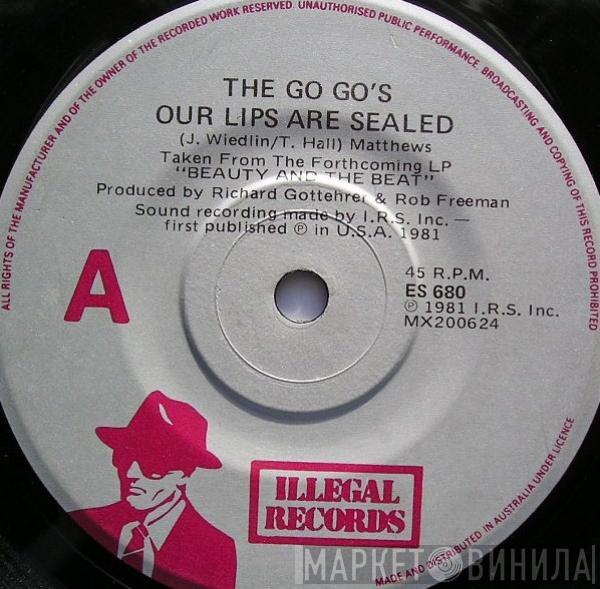 ALL RIGHTS OF THE MANUFACTURER AND OF THE OWNER OF THE RECORDED WORK RESERVED. UNAUTHORISED PUBLIC PERFORMANCE, BROADCASTING AND COPYING OF THIS RECORD PROHIBITED
THE GO GO'S
OUR LIPS ARE SEALED
(J. Wiedlin/T. Hall) Matthews
Taken From The Forthcoming LP
"BEAUTY AND THE BEAT"
Produced by Richard Gottehrer & Rob Freeman
Sound recording made by I.R.S. Inc. —
first published ℗ in U.S.A. 1981
A
45 R.P.M.
ES 680
℗ 1981 I.R.S. Inc.
MX200624
ILLEGAL
RECORDS
MADE AND DISTRIBUTED IN AUSTRALIA UNDER LICENCE
МАРКЕТ ВИНИЛА